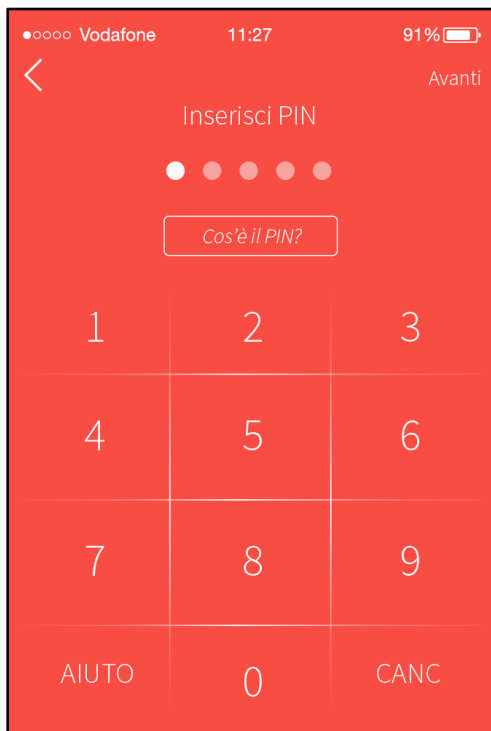 Vodafone 11:27 91%
Avanti
Inserisci PIN
Cos'è il PIN?
1 2 3
4 5 6
7 8 9
AIUTO 0 CANC